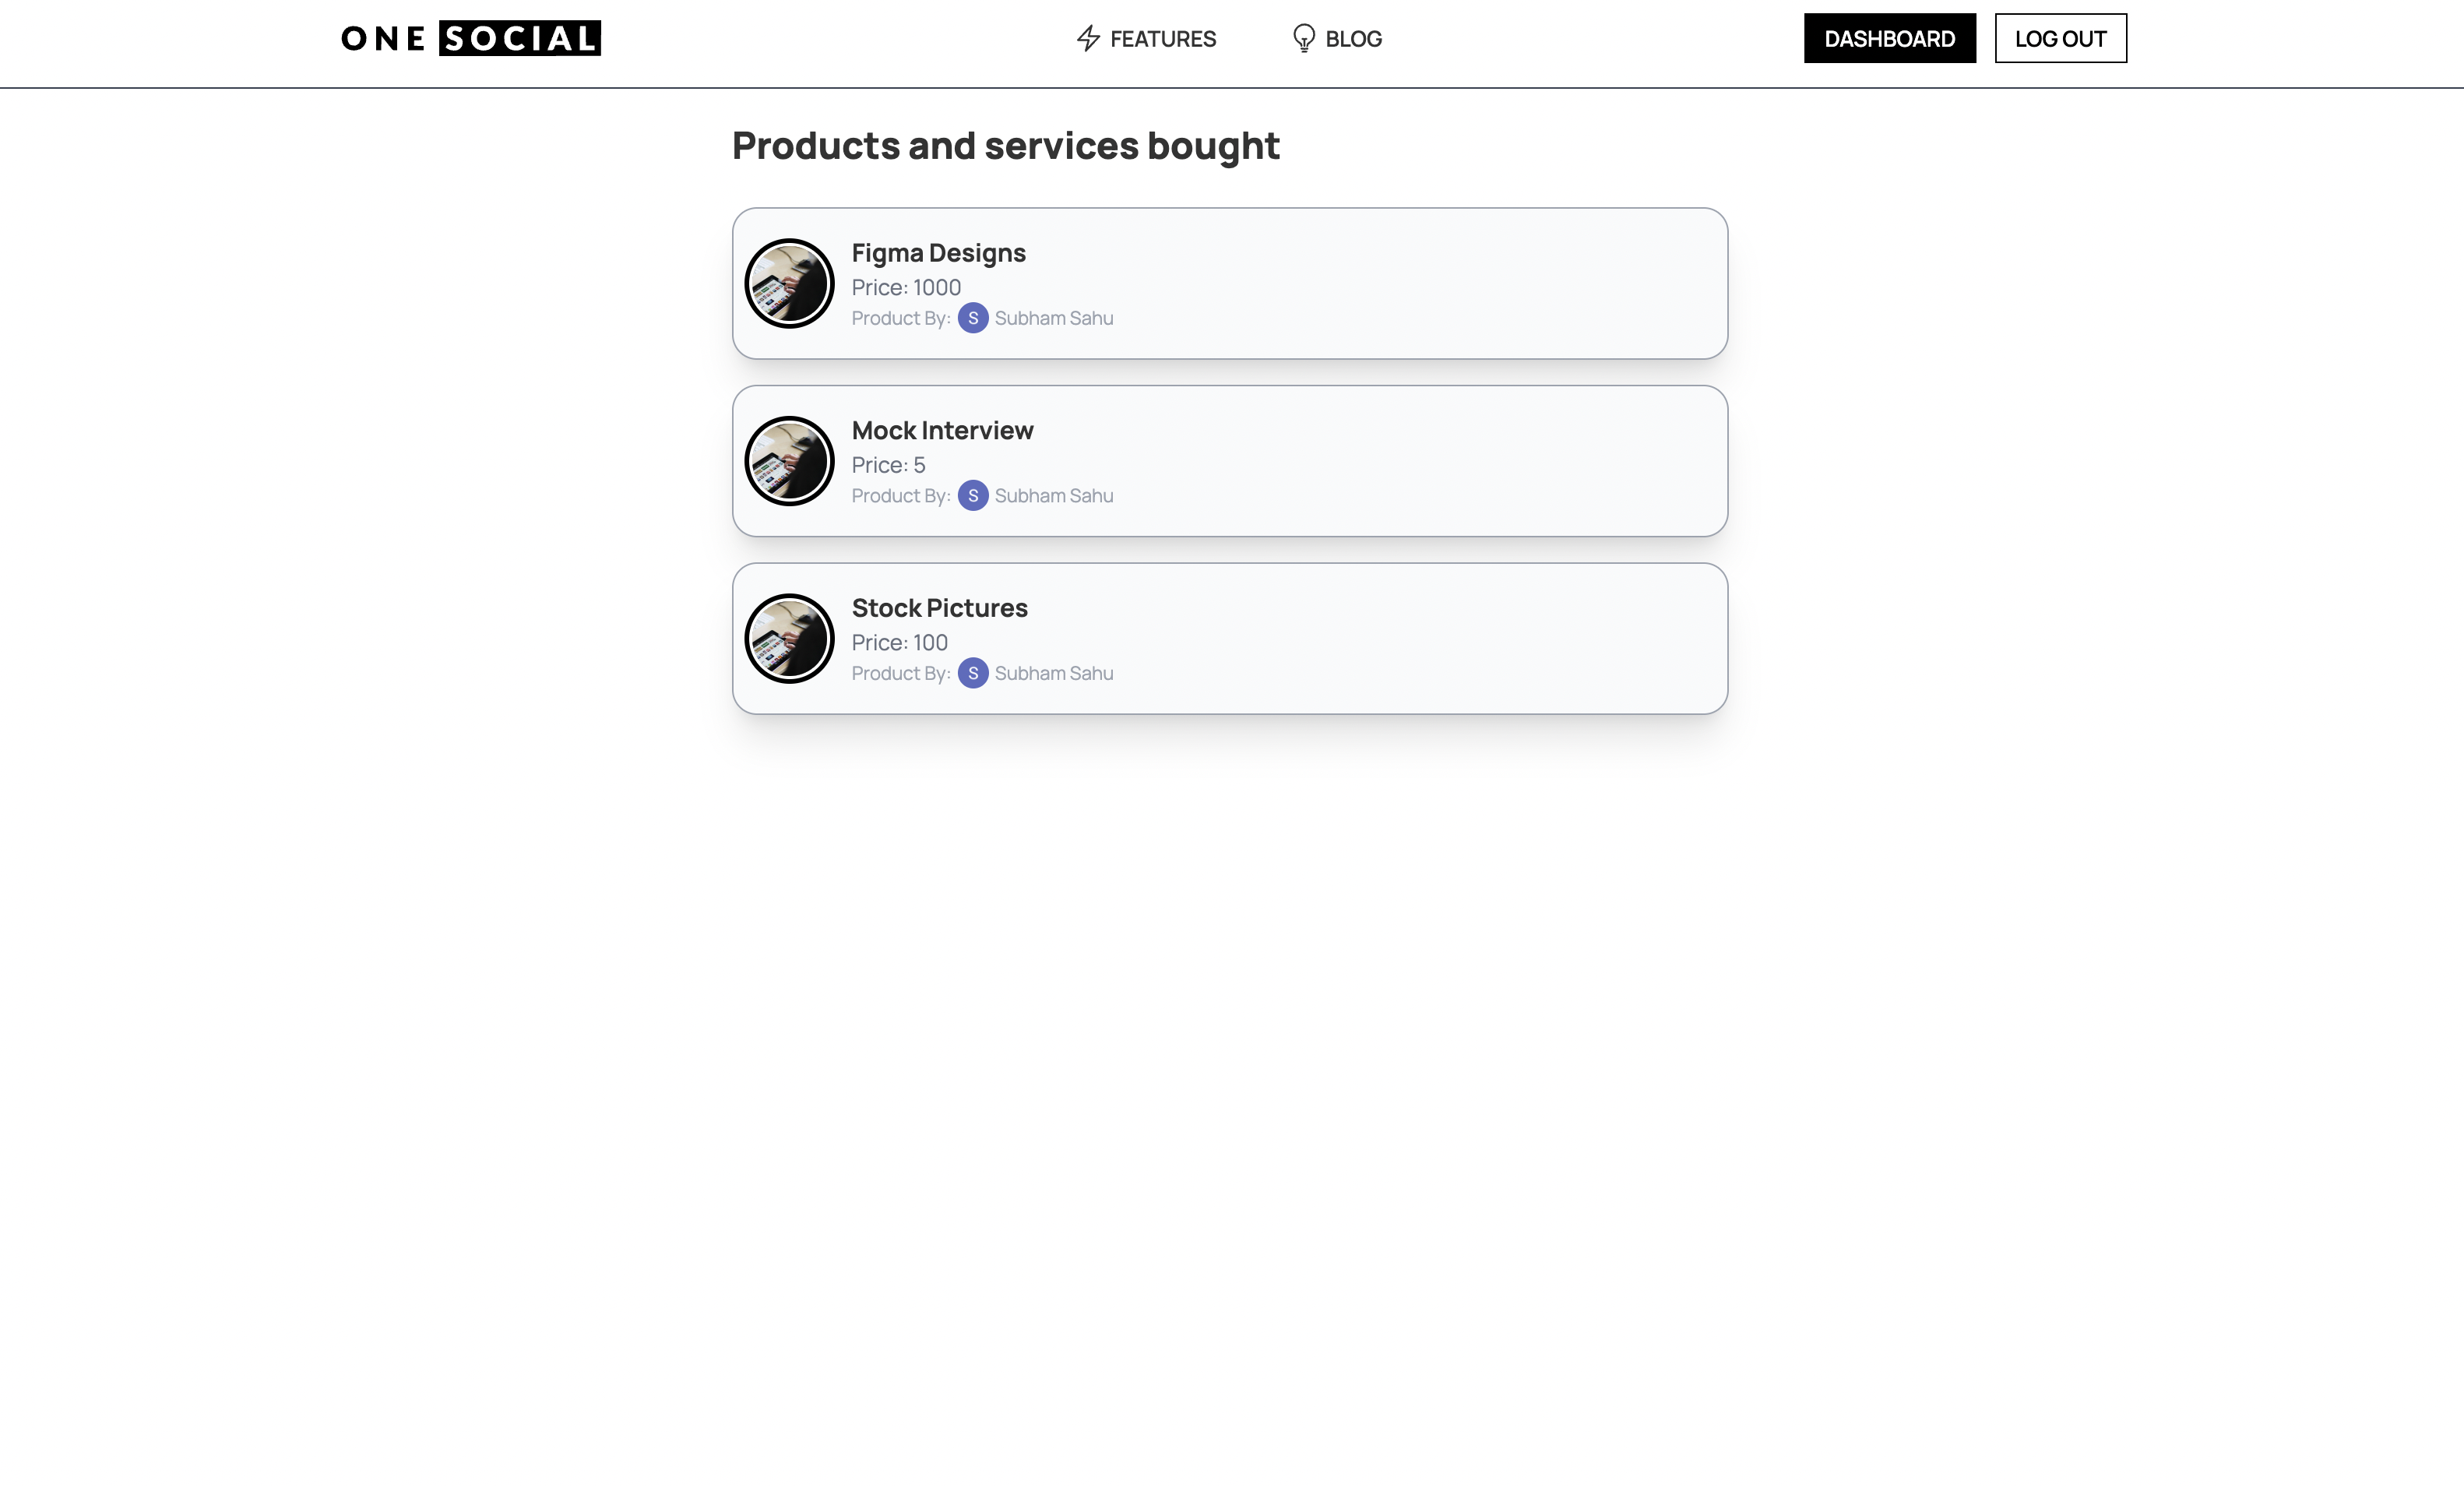 ONE SOCIAL
FEATURES
BLOG
DASHBOARD
LOG OUT
Products and services bought
Figma Designs
Price: 1000
Product By: S Subham Sahu
Mock Interview
Price: 5
Product By: S Subham Sahu
Stock Pictures
Price: 100
Product By: S Subham Sahu